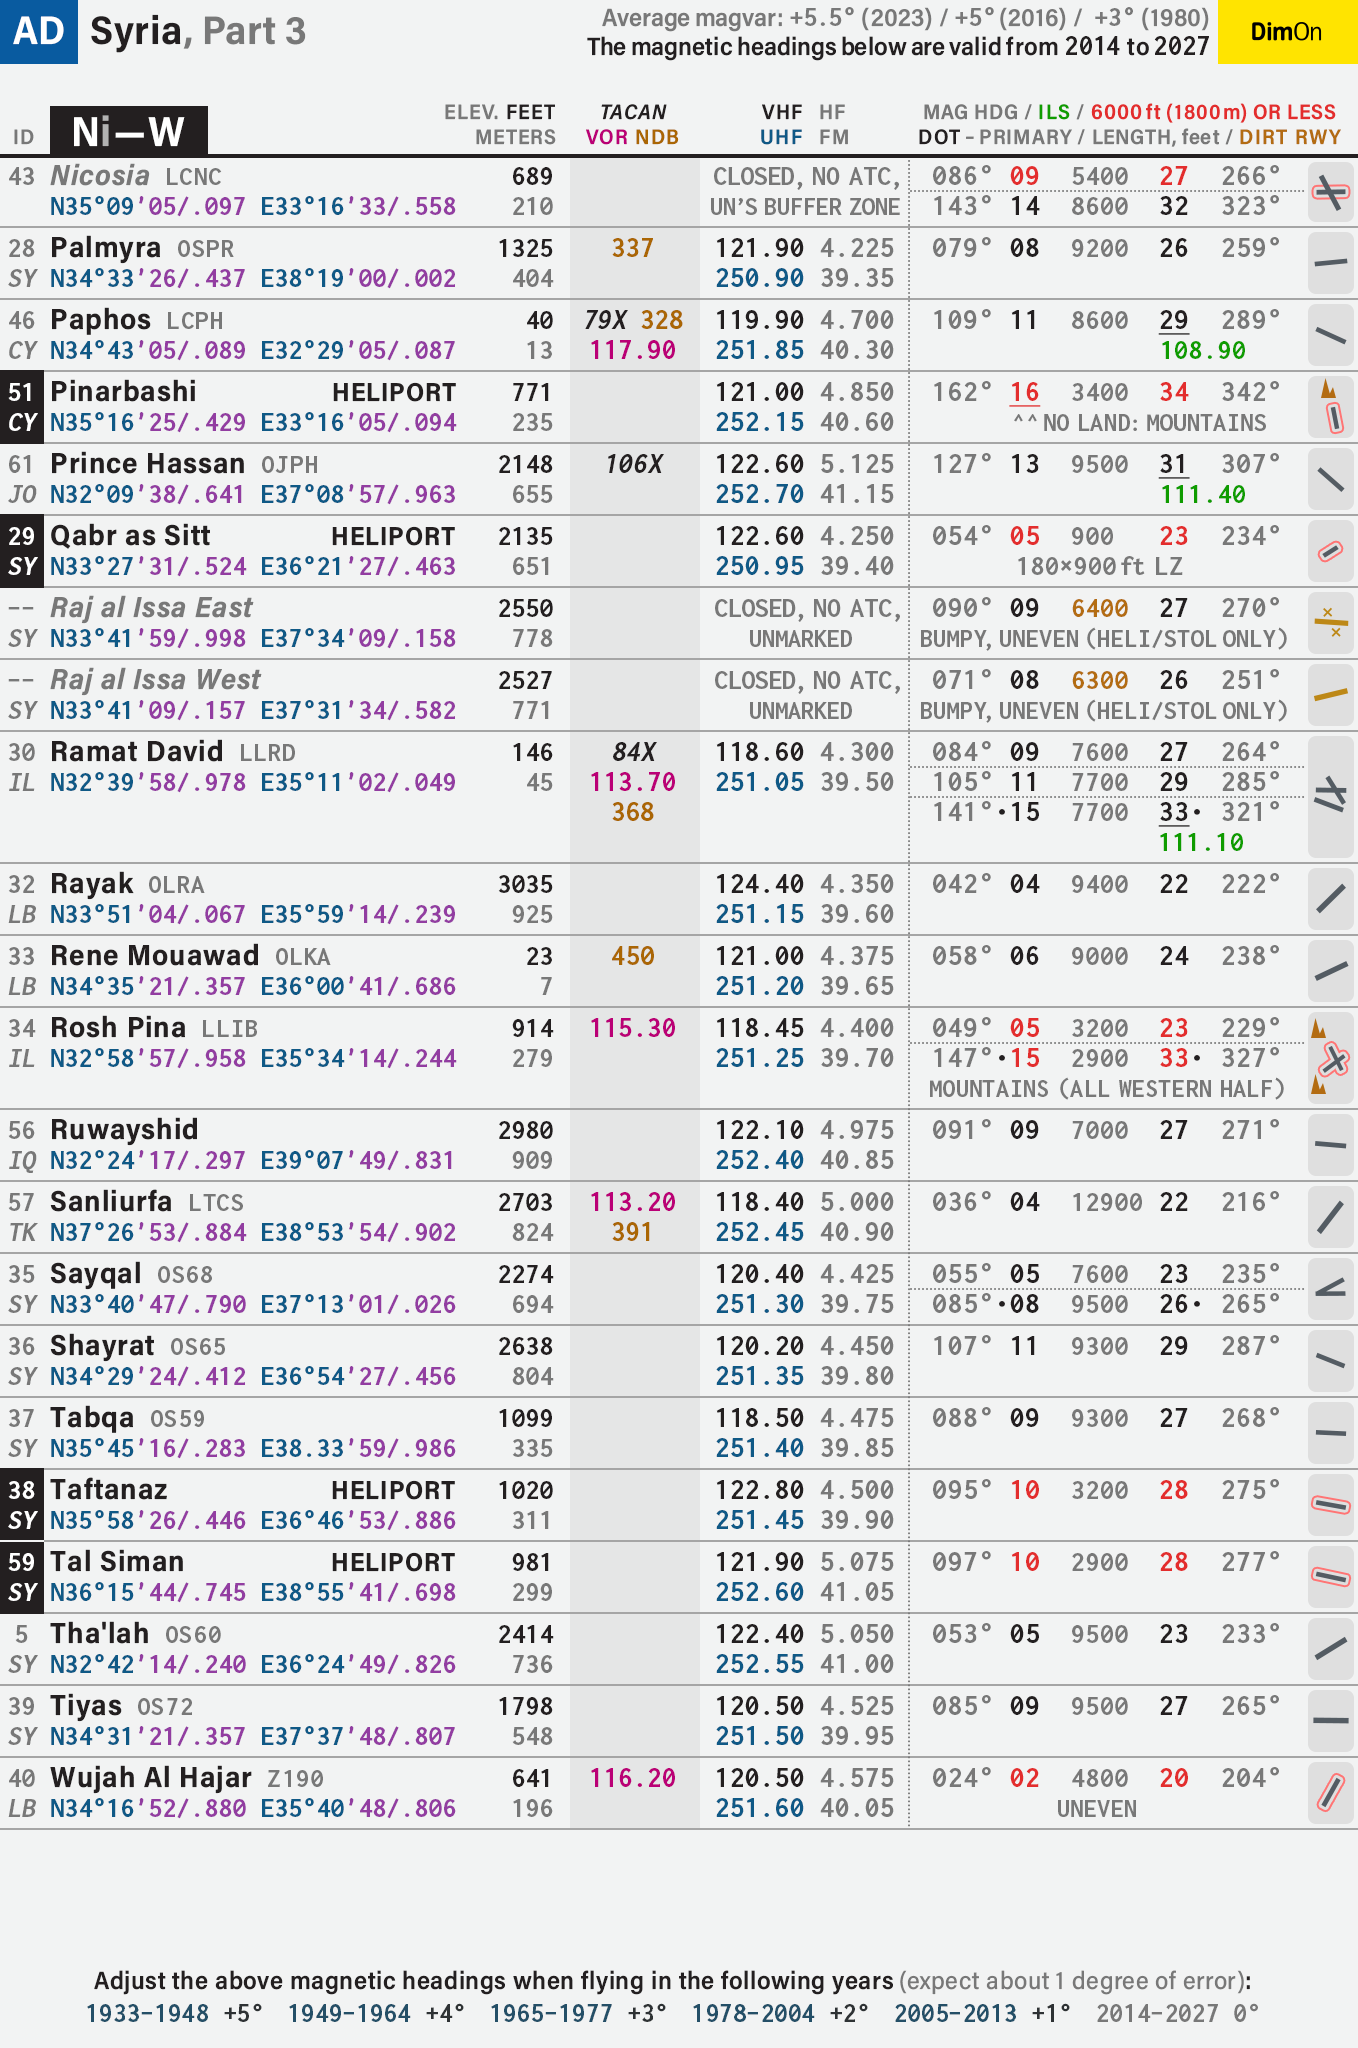 AD Syria, Part 3 Average magvar: +5.5° (2023) / +5° (2016) / +3° (1980) DimOn
The magnetic headings below are valid from 2014 to 2027
ELEV. FEET TACAN VHF HF MAG HDG / ILS / 6000 ft (1800 m) OR LESS
ID Ni–W METERS VOR NDB UHF FM DOT – PRIMARY / LENGTH, feet / DIRT RWY
43 Nicosia LCNC 689 CLOSED, NO ATC, 086° 09 5400 27 266°
N35°09'05/.097 E33°16'33/.558 210 UN'S BUFFER ZONE 143° 14 8600 32 323°
28 Palmyra OSPR 1325 337 121.90 4.225 079° 08 9200 26 259°
SY N34°33'26/.437 E38°19'00/.002 404 250.90 39.35
46 Paphos LCPH 40 79X 328 119.90 4.700 109° 11 8600 29 289°
CY N34°43'05/.089 E32°29'05/.087 13 117.90 251.85 40.30 108.90
51 Pinarbashi HELIPORT 771 121.00 4.850 162° 16 3400 34 342°
CY N35°16'25/.429 E33°16'05/.094 235 252.15 40.60 ^^ NO LAND: MOUNTAINS
61 Prince Hassan OJPH 2148 106X 122.60 5.125 127° 13 9500 31 307°
JO N32°09'38/.641 E37°08'57/.963 655 252.70 41.15 111.40
29 Qabr as Sitt HELIPORT 2135 122.60 4.250 054° 05 900 23 234°
SY N33°27'31/.524 E36°21'27/.463 651 250.95 39.40 180×900 ft LZ
-- Raj al Issa East 2550 CLOSED, NO ATC, 090° 09 6400 27 270°
SY N33°41'59/.998 E37°34'09/.158 778 UNMARKED BUMPY, UNEVEN (HELI/STOL ONLY)
-- Raj al Issa West 2527 CLOSED, NO ATC, 071° 08 6300 26 251°
SY N33°41'09/.157 E37°31'34/.582 771 UNMARKED BUMPY, UNEVEN (HELI/STOL ONLY)
30 Ramat David LLRD 146 84X 118.60 4.300 084° 09 7600 27 264°
IL N32°39'58/.978 E35°11'02/.049 45 113.70 251.05 39.50 105° 11 7700 29 285°
368 141°·15 7700 33· 321°
111.10
32 Rayak OLRA 3035 124.40 4.350 042° 04 9400 22 222°
LB N33°51'04/.067 E35°59'14/.239 925 251.15 39.60
33 Rene Mouawad OLKA 23 450 121.00 4.375 058° 06 9000 24 238°
LB N34°35'21/.357 E36°00'41/.686 7 251.20 39.65
34 Rosh Pina LLIB 914 115.30 118.45 4.400 049° 05 3200 23 229°
IL N32°58'57/.958 E35°34'14/.244 279 251.25 39.70 147°·15 2900 33· 327°
MOUNTAINS (ALL WESTERN HALF)
56 Ruwayshid 2980 122.10 4.975 091° 09 7000 27 271°
IQ N32°24'17/.297 E39°07'49/.831 909 252.40 40.85
57 Sanliurfa LTCS 2703 113.20 118.40 5.000 036° 04 12900 22 216°
TK N37°26'53/.884 E38°53'54/.902 824 391 252.45 40.90
35 Sayqal OS68 2274 120.40 4.425 055° 05 7600 23 235°
SY N33°40'47/.790 E37°13'01/.026 694 251.30 39.75 085°·08 9500 26· 265°
36 Shayrat OS65 2638 120.20 4.450 107° 11 9300 29 287°
SY N34°29'24/.412 E36°54'27/.456 804 251.35 39.80
37 Tabqa OS59 1099 118.50 4.475 088° 09 9300 27 268°
SY N35°45'16/.283 E38.33'59/.986 335 251.40 39.85
38 Taftanaz HELIPORT 1020 122.80 4.500 095° 10 3200 28 275°
SY N35°58'26/.446 E36°46'53/.886 311 251.45 39.90
59 Tal Siman HELIPORT 981 121.90 5.075 097° 10 2900 28 277°
SY N36°15'44/.745 E38°55'41/.698 299 252.60 41.05
5 Tha'lah OS60 2414 122.40 5.050 053° 05 9500 23 233°
SY N32°42'14/.240 E36°24'49/.826 736 252.55 41.00
39 Tiyas OS72 1798 120.50 4.525 085° 09 9500 27 265°
SY N34°31'21/.357 E37°37'48/.807 548 251.50 39.95
40 Wujah Al Hajar Z190 641 116.20 120.50 4.575 024° 02 4800 20 204°
LB N34°16'52/.880 E35°40'48/.806 196 251.60 40.05 UNEVEN
Adjust the above magnetic headings when flying in the following years (expect about 1 degree of error):
1933–1948 +5° 1949–1964 +4° 1965–1977 +3° 1978–2004 +2° 2005–2013 +1° 2014–2027 0°